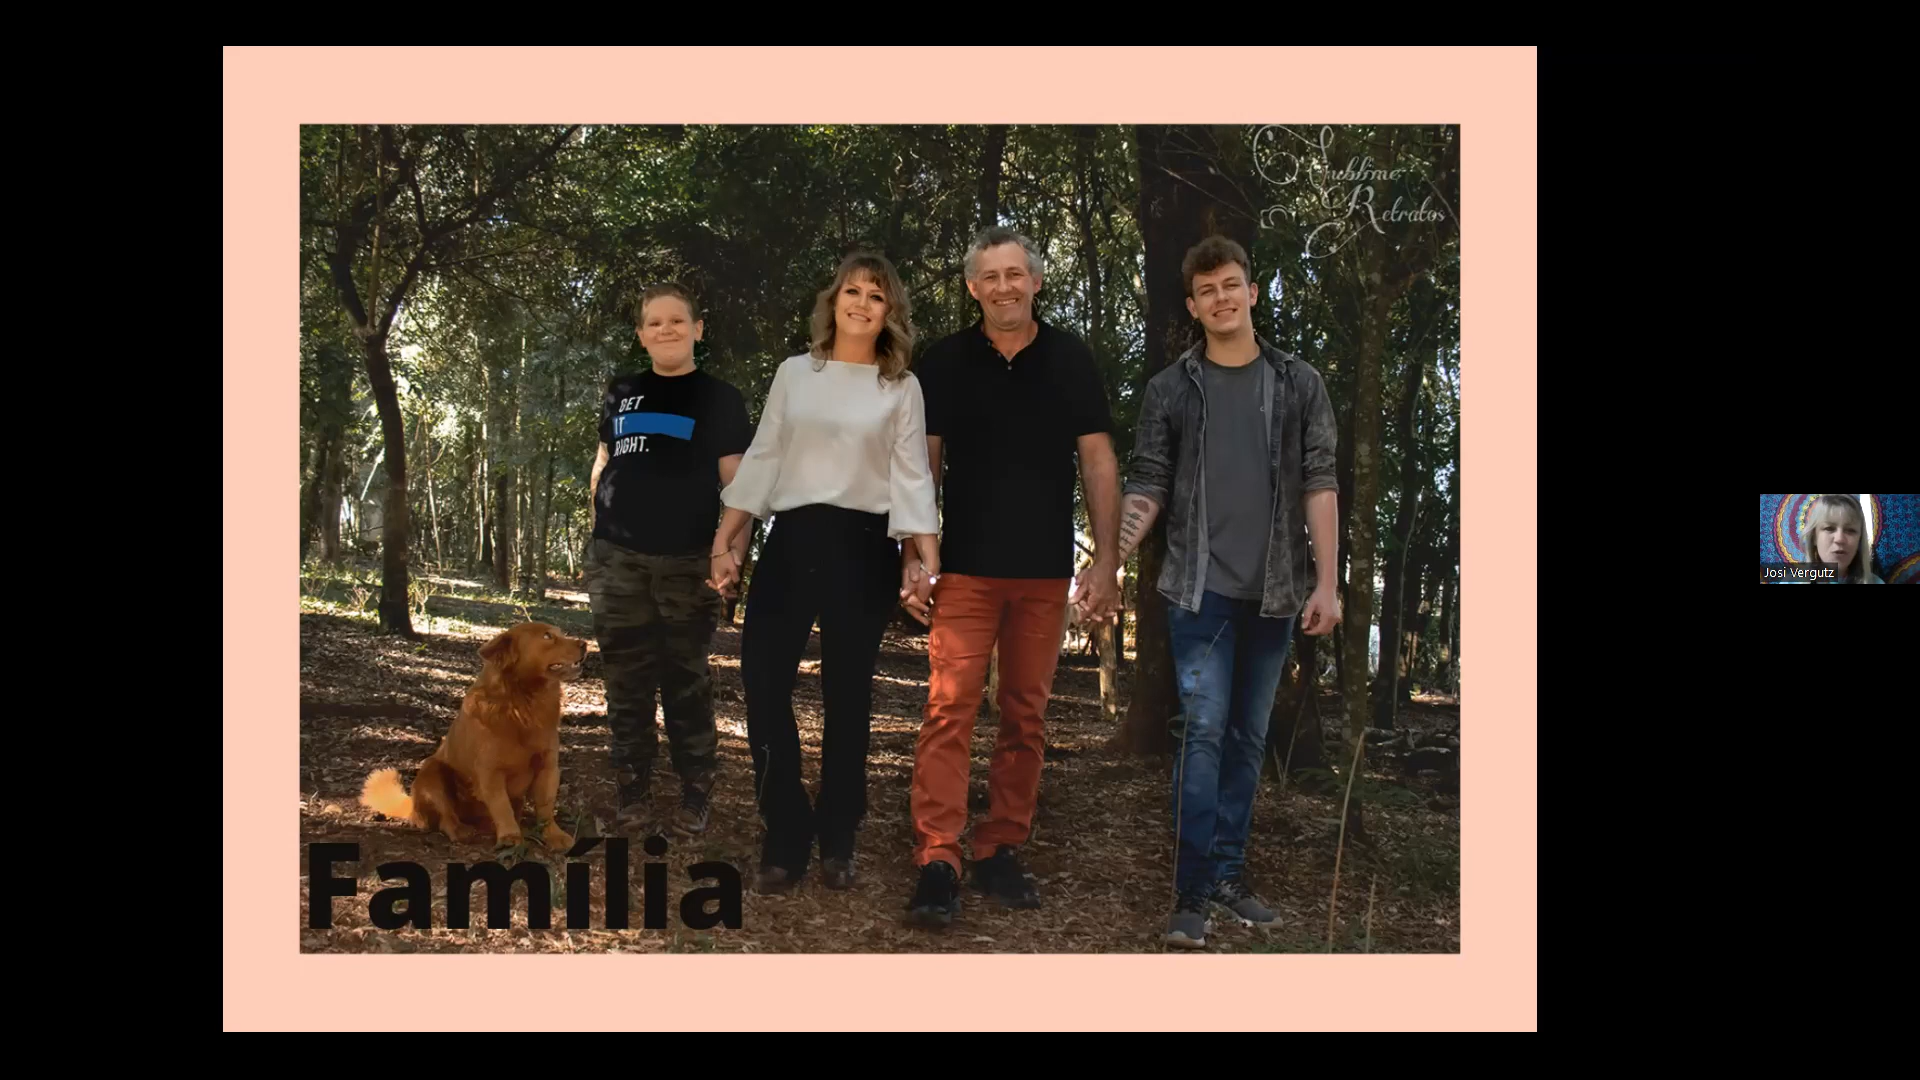 Sublime
Retratos
GET
IT
RIGHT.
Josi Vergutz
Família